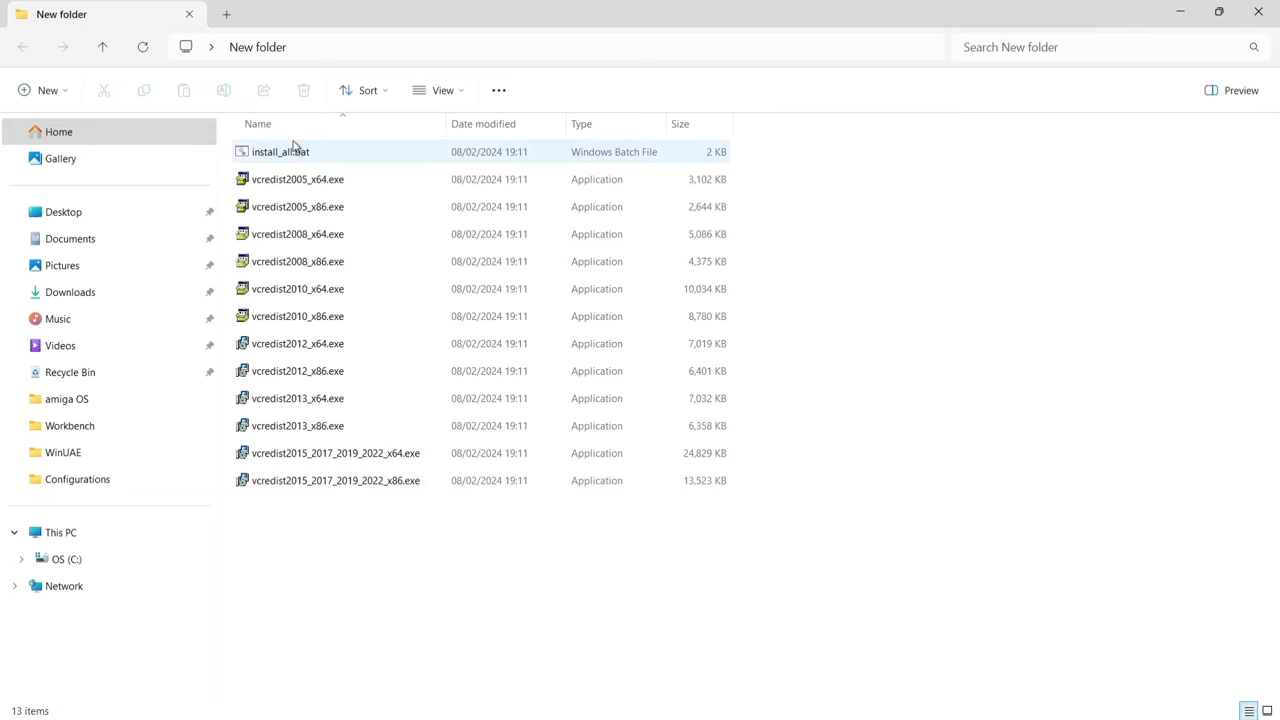 New folder
New folder
Search New folder
New
Sort
View
Preview
Home
Gallery
Desktop
Documents
Pictures
Downloads
Music
Videos
Recycle Bin
amiga OS
Workbench
WinUAE
Configurations
This PC
OS (C:)
Network
Name Date modified Type Size
install_all.bat 08/02/2024 19:11 Windows Batch File 2 KB
vcredist2005_x64.exe 08/02/2024 19:11 Application 3,102 KB
vcredist2005_x86.exe 08/02/2024 19:11 Application 2,644 KB
vcredist2008_x64.exe 08/02/2024 19:11 Application 5,086 KB
vcredist2008_x86.exe 08/02/2024 19:11 Application 4,375 KB
vcredist2010_x64.exe 08/02/2024 19:11 Application 10,034 KB
vcredist2010_x86.exe 08/02/2024 19:11 Application 8,780 KB
vcredist2012_x64.exe 08/02/2024 19:11 Application 7,019 KB
vcredist2012_x86.exe 08/02/2024 19:11 Application 6,401 KB
vcredist2013_x64.exe 08/02/2024 19:11 Application 7,032 KB
vcredist2013_x86.exe 08/02/2024 19:11 Application 6,358 KB
vcredist2015_2017_2019_2022_x64.exe 08/02/2024 19:11 Application 24,829 KB
vcredist2015_2017_2019_2022_x86.exe 08/02/2024 19:11 Application 13,523 KB
13 items